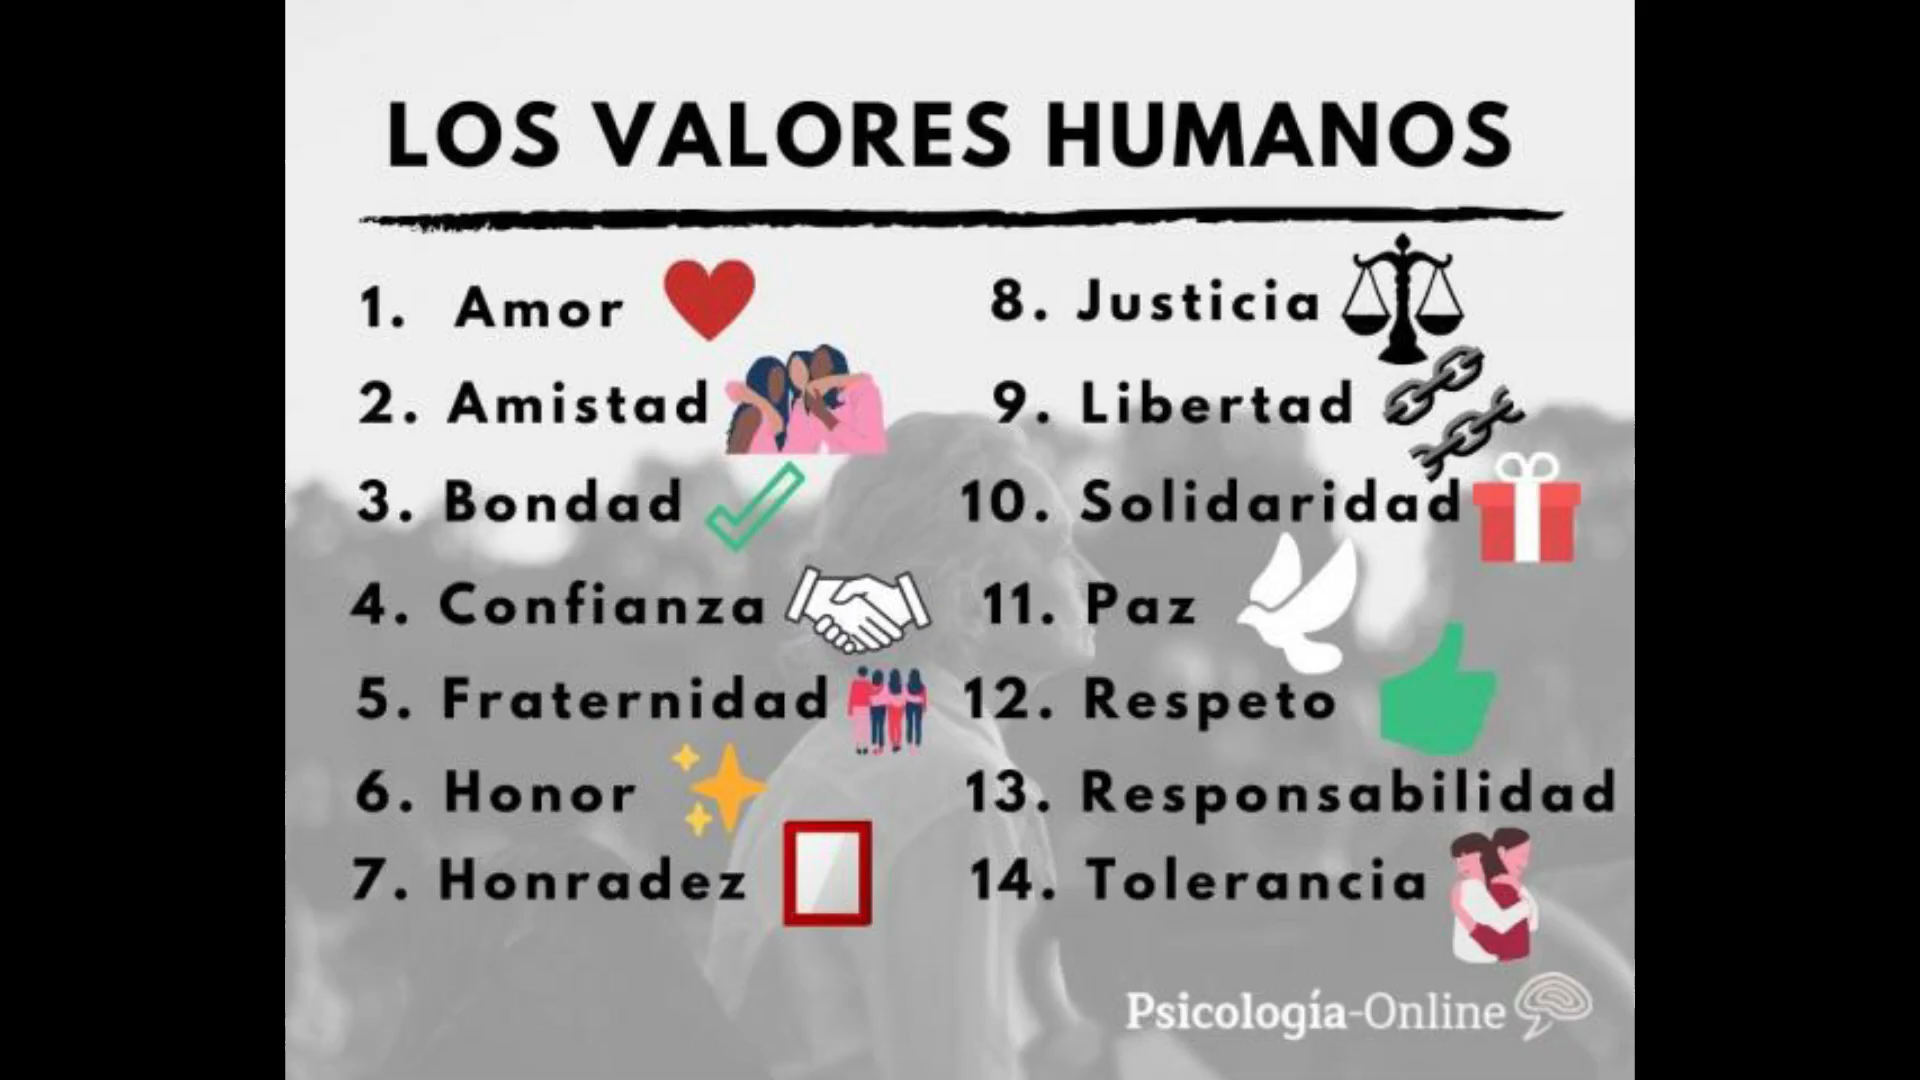 LOS VALORES HUMANOS
1. Amor
2. Amistad
3. Bondad
4. Confianza
5. Fraternidad
6. Honor
7. Honradez
8. Justicia
9. Libertad
10. Solidaridad
11. Paz
12. Respeto
13. Responsabilidad
14. Tolerancia
Psicología-Online